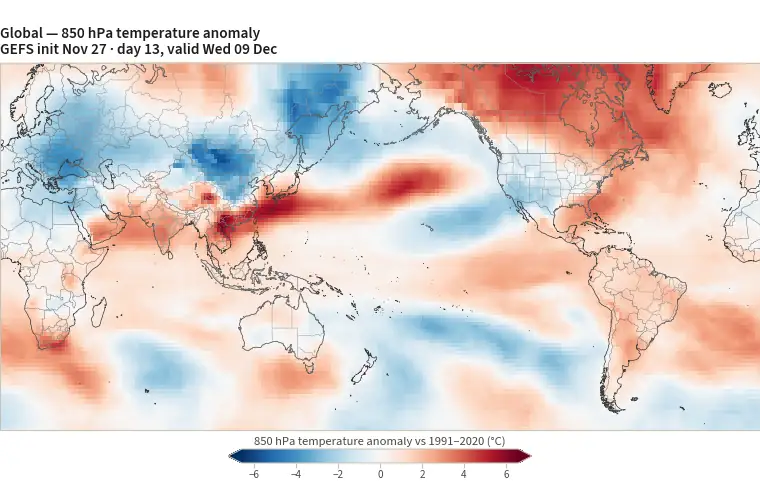 Global — 850 hPa temperature anomaly
GEFS init Nov 27 · day 13, valid Wed 09 Dec
850 hPa temperature anomaly vs 1991–2020 (°C)
−6 −4 −2 0 2 4 6